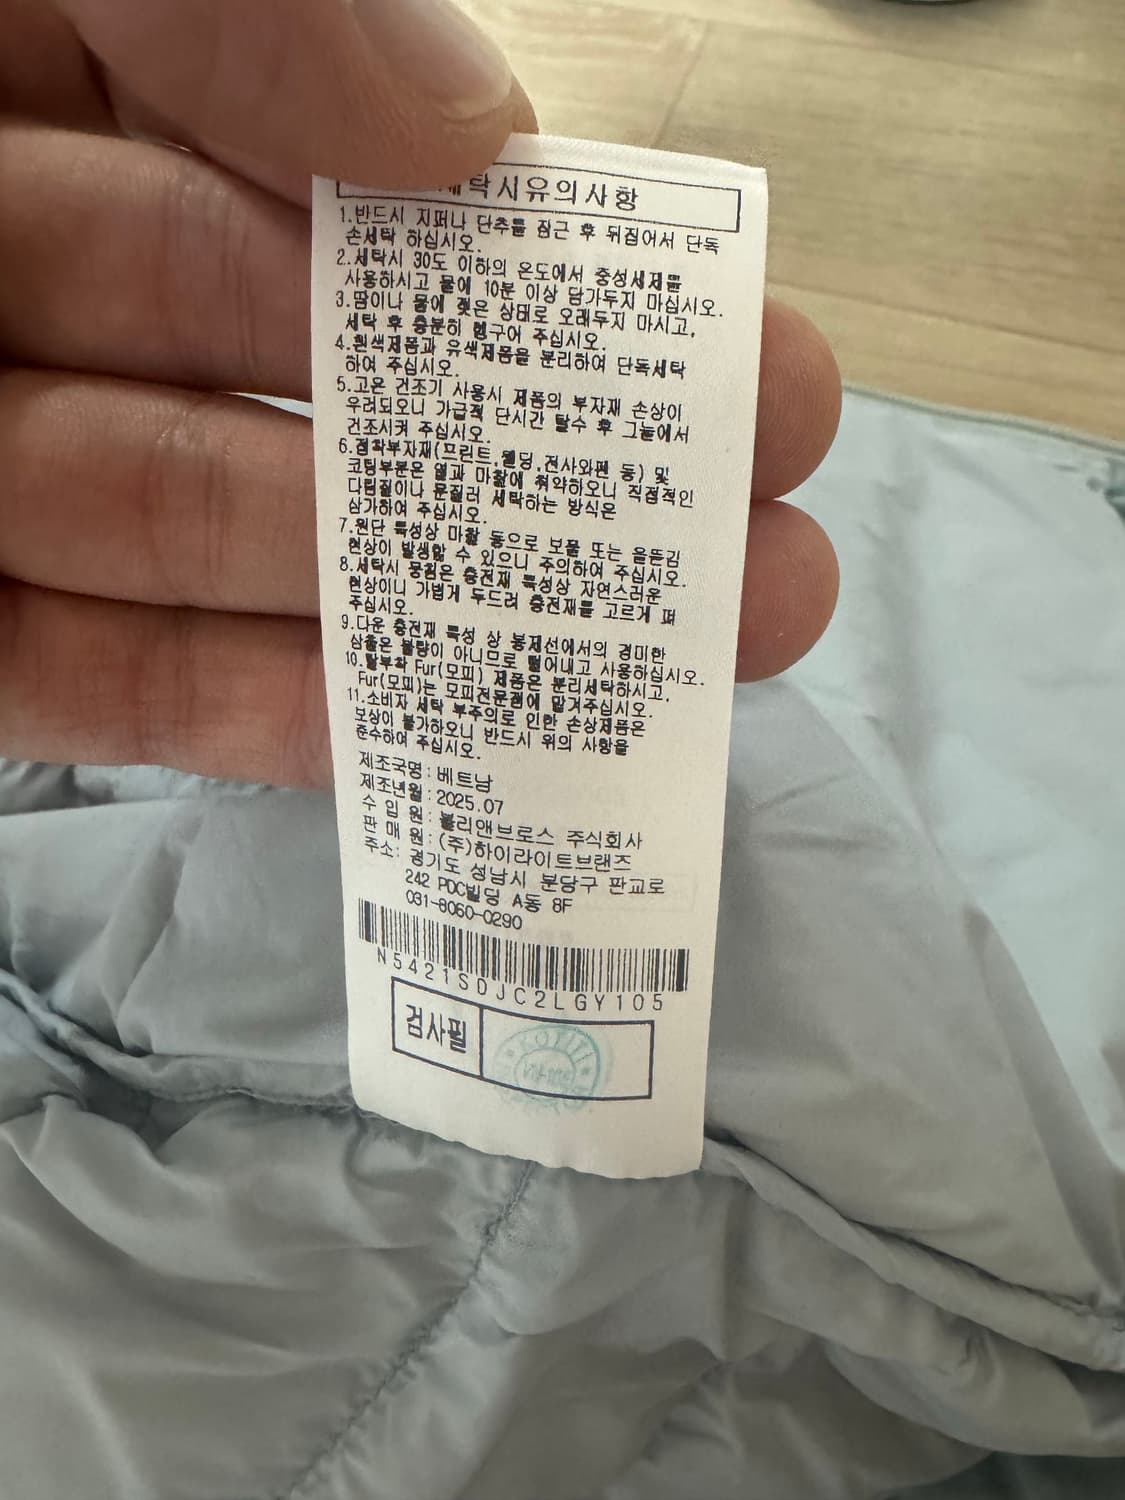 세탁시유의사항
1.반드시 지퍼나 단추를 잠근 후 뒤집어서 단독
손세탁 하십시오.
2.세탁시 30도 이하의 온도에서 중성세제를
사용하시고 물에 10분 이상 담가두지 마십시오.
3.땀이나 물에 젖은 상태로 오래두지 마시고,
세탁 후 충분히 헹구어 주십시오.
4.흰색제품과 유색제품을 분리하여 단독세탁
하여 주십시오.
5.고온 건조기 사용시 제품의 부자재 손상이
우려되오니 가급적 단시간 탈수 후 그늘에서
건조시켜 주십시오.
6.접착부자재(프린트,웰딩,전사와펜 등) 및
코팅부분은 열과 마찰에 취약하오니 직접적인
다림질이나 문질러 세탁하는 방식은
삼가하여 주십시오.
7.원단 특성상 마찰 등으로 보풀 또는 올뜯김
현상이 발생할 수 있으니 주의하여 주십시오.
8.세탁시 뭉침은 충전재 특성상 자연스러운
현상이니 가볍게 두드려 충전재를 고르게 펴
주십시오.
9.다운 충전재 특성 상 봉제선에서의 경미한
삼출은 불량이 아니므로 털어내고 사용하십시오.
10.탈부착 Fur(모피) 제품은 분리세탁하시고,
Fur(모피)는 모피전문점에 맡겨주십시오.
11.소비자 세탁 부주의로 인한 손상제품은
보상이 불가하오니 반드시 위의 사항을
준수하여 주십시오.
제조국명:베트남
제조년월:2025.07
수 입 원:볼리앤브로스 주식회사
판 매 원:(주)하이라이트브랜즈
주소: 경기도 성남시 분당구 판교로
242 PDC빌딩 A동 8F
031-8060-0290
N5421SDJC2LGY105
검사필
KOTITI